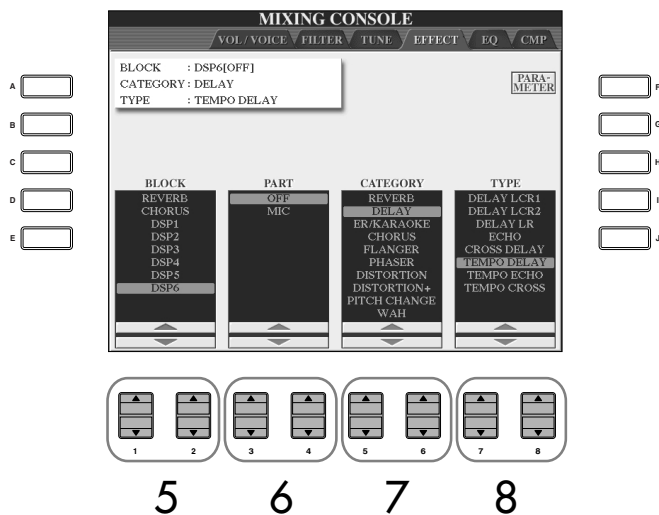 MIXING CONSOLE
VOL/VOICE FILTER TUNE EFFECT EQ CMP
BLOCK : DSP6[OFF]
CATEGORY : DELAY
TYPE : TEMPO DELAY
PARA-
METER
A
B
C
D
E
F
G
H
I
J
BLOCK
REVERB
CHORUS
DSP1
DSP2
DSP3
DSP4
DSP5
DSP6
PART
OFF
MIC
CATEGORY
REVERB
DELAY
ER/KARAOKE
CHORUS
FLANGER
PHASER
DISTORTION
DISTORTION+
PITCH CHANGE
WAH
TYPE
DELAY LCR1
DELAY LCR2
DELAY LR
ECHO
CROSS DELAY
TEMPO DELAY
TEMPO ECHO
TEMPO CROSS
1 2 3 4 5 6 7 8
5 6 7 8